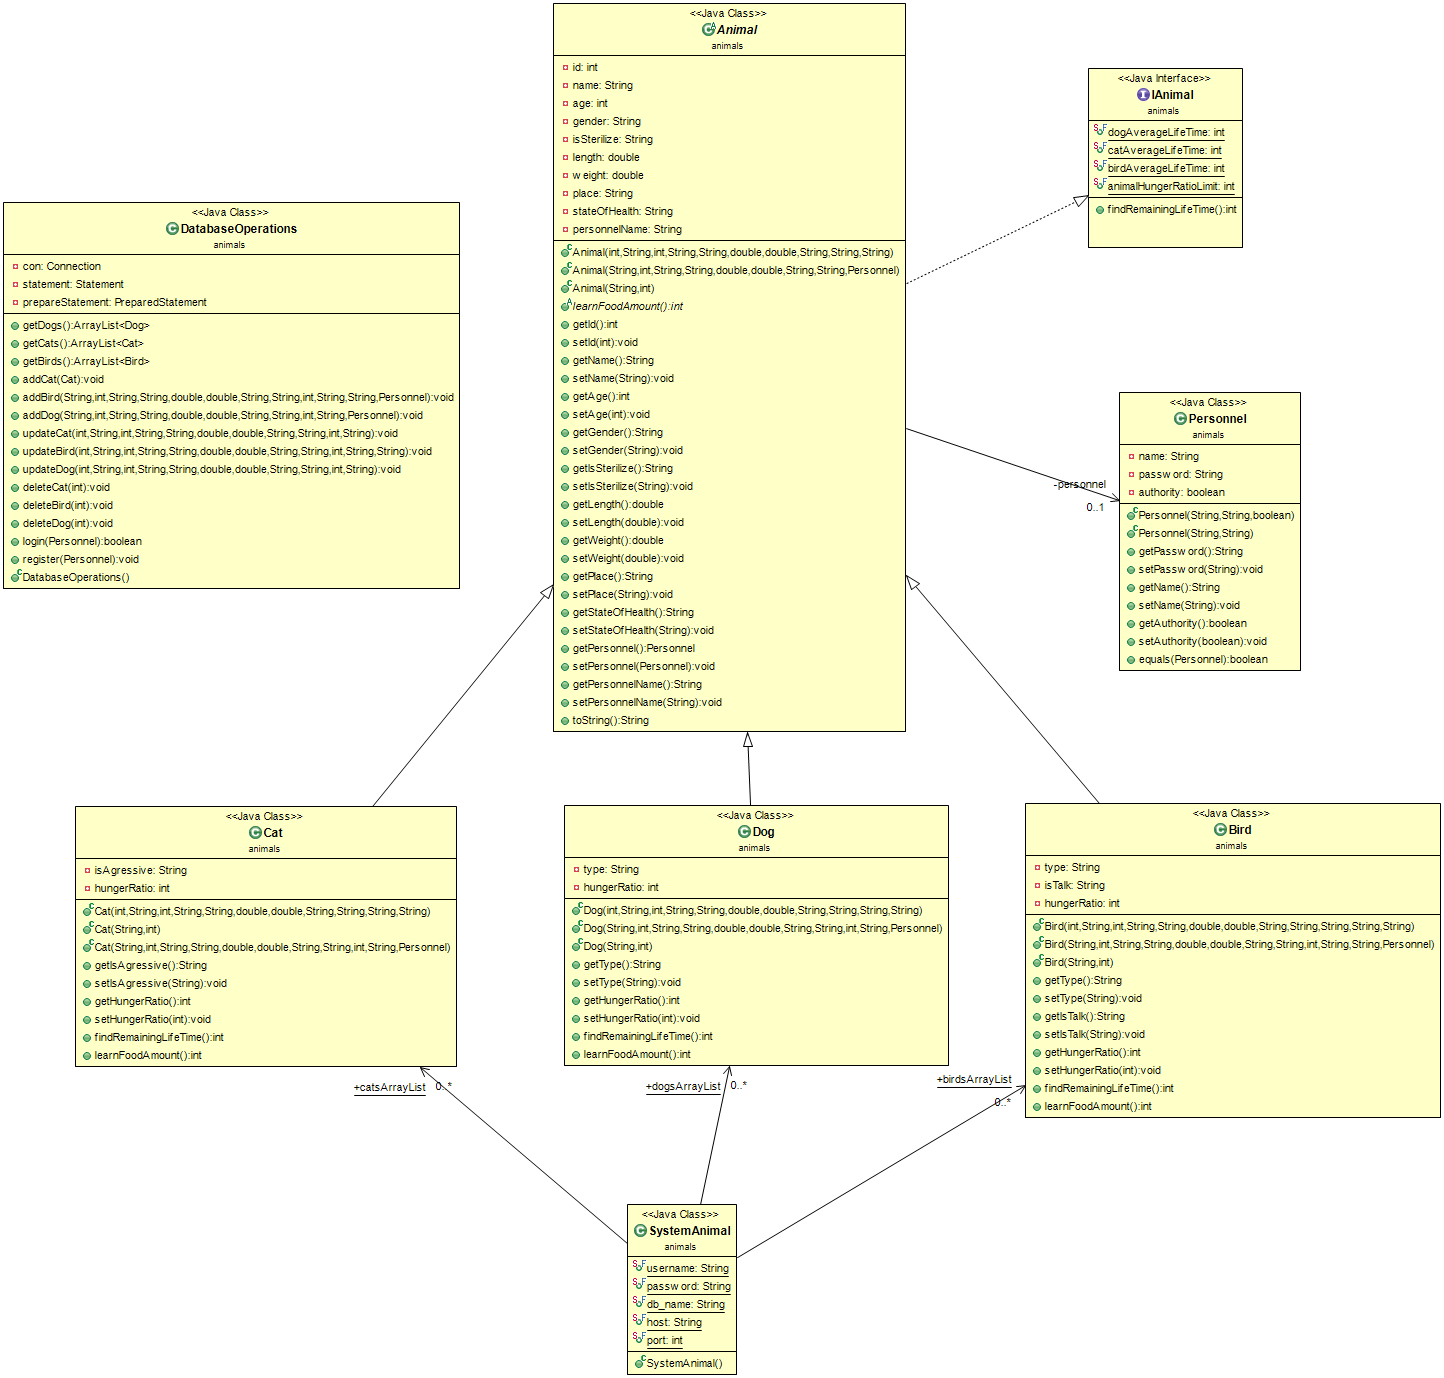 <<Java Class>>
Animal
animals
id: int
name: String
age: int
gender: String
isSterilize: String
length: double
weight: double
place: String
stateOfHealth: String
personnelName: String
Animal(int,String,int,String,String,double,double,String,String,String)
Animal(String,int,String,String,double,double,String,String,Personnel)
Animal(String,int)
learnFoodAmount():int
getId():int
setId(int):void
getName():String
setName(String):void
getAge():int
setAge(int):void
getGender():String
setGender(String):void
getIsSterilize():String
setIsSterilize(String):void
getLength():double
setLength(double):void
getWeight():double
setWeight(double):void
getPlace():String
setPlace(String):void
getStateOfHealth():String
setStateOfHealth(String):void
getPersonnel():Personnel
setPersonnel(Personnel):void
getPersonnelName():String
setPersonnelName(String):void
toString():String
<<Java Interface>>
IAnimal
animals
dogAverageLifeTime: int
catAverageLifeTime: int
birdAverageLifeTime: int
animalHungerRatioLimit: int
findRemainingLifeTime():int
<<Java Class>>
DatabaseOperations
animals
con: Connection
statement: Statement
prepareStatement: PreparedStatement
getDogs():ArrayList<Dog>
getCats():ArrayList<Cat>
getBirds():ArrayList<Bird>
addCat(Cat):void
addBird(String,int,String,String,double,double,String,String,int,String,String,Personnel):void
addDog(String,int,String,String,double,double,String,String,int,String,Personnel):void
updateCat(int,String,int,String,String,double,double,String,String,int,String):void
updateBird(int,String,int,String,String,double,double,String,String,int,String,String):void
updateDog(int,String,int,String,String,double,double,String,String,int,String):void
deleteCat(int):void
deleteBird(int):void
deleteDog(int):void
login(Personnel):boolean
register(Personnel):void
DatabaseOperations()
<<Java Class>>
Personnel
animals
name: String
password: String
authority: boolean
Personnel(String,String,boolean)
Personnel(String,String)
getPassword():String
setPassword(String):void
getName():String
setName(String):void
getAuthority():boolean
setAuthority(boolean):void
equals(Personnel):boolean
-personnel
0..1
<<Java Class>>
Cat
animals
isAgressive: String
hungerRatio: int
Cat(int,String,int,String,String,double,double,String,String,String,String)
Cat(String,int)
Cat(String,int,String,String,double,double,String,String,int,String,Personnel)
getIsAgressive():String
setIsAgressive(String):void
getHungerRatio():int
setHungerRatio(int):void
findRemainingLifeTime():int
learnFoodAmount():int
<<Java Class>>
Dog
animals
type: String
hungerRatio: int
Dog(int,String,int,String,String,double,double,String,String,String,String)
Dog(String,int,String,String,double,double,String,String,int,String,Personnel)
Dog(String,int)
getType():String
setType(String):void
getHungerRatio():int
setHungerRatio(int):void
findRemainingLifeTime():int
learnFoodAmount():int
<<Java Class>>
Bird
animals
type: String
isTalk: String
hungerRatio: int
Bird(int,String,int,String,String,double,double,String,String,String,String,String)
Bird(String,int,String,String,double,double,String,String,int,String,String,Personnel)
Bird(String,int)
getType():String
setType(String):void
getIsTalk():String
setIsTalk(String):void
getHungerRatio():int
setHungerRatio(int):void
findRemainingLifeTime():int
learnFoodAmount():int
+catsArrayList 0..*
+dogsArrayList 0..*
+birdsArrayList
0..*
<<Java Class>>
SystemAnimal
animals
username: String
password: String
db_name: String
host: String
port: int
SystemAnimal()